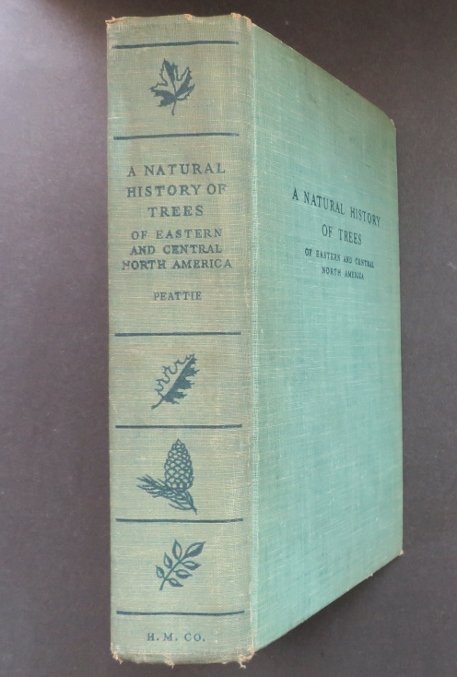 A NATURAL
HISTORY OF
TREES
OF EASTERN
AND CENTRAL
NORTH AMERICA
PEATTIE
H. M. CO.
A NATURAL HISTORY
OF TREES
OF EASTERN AND CENTRAL
NORTH AMERICA